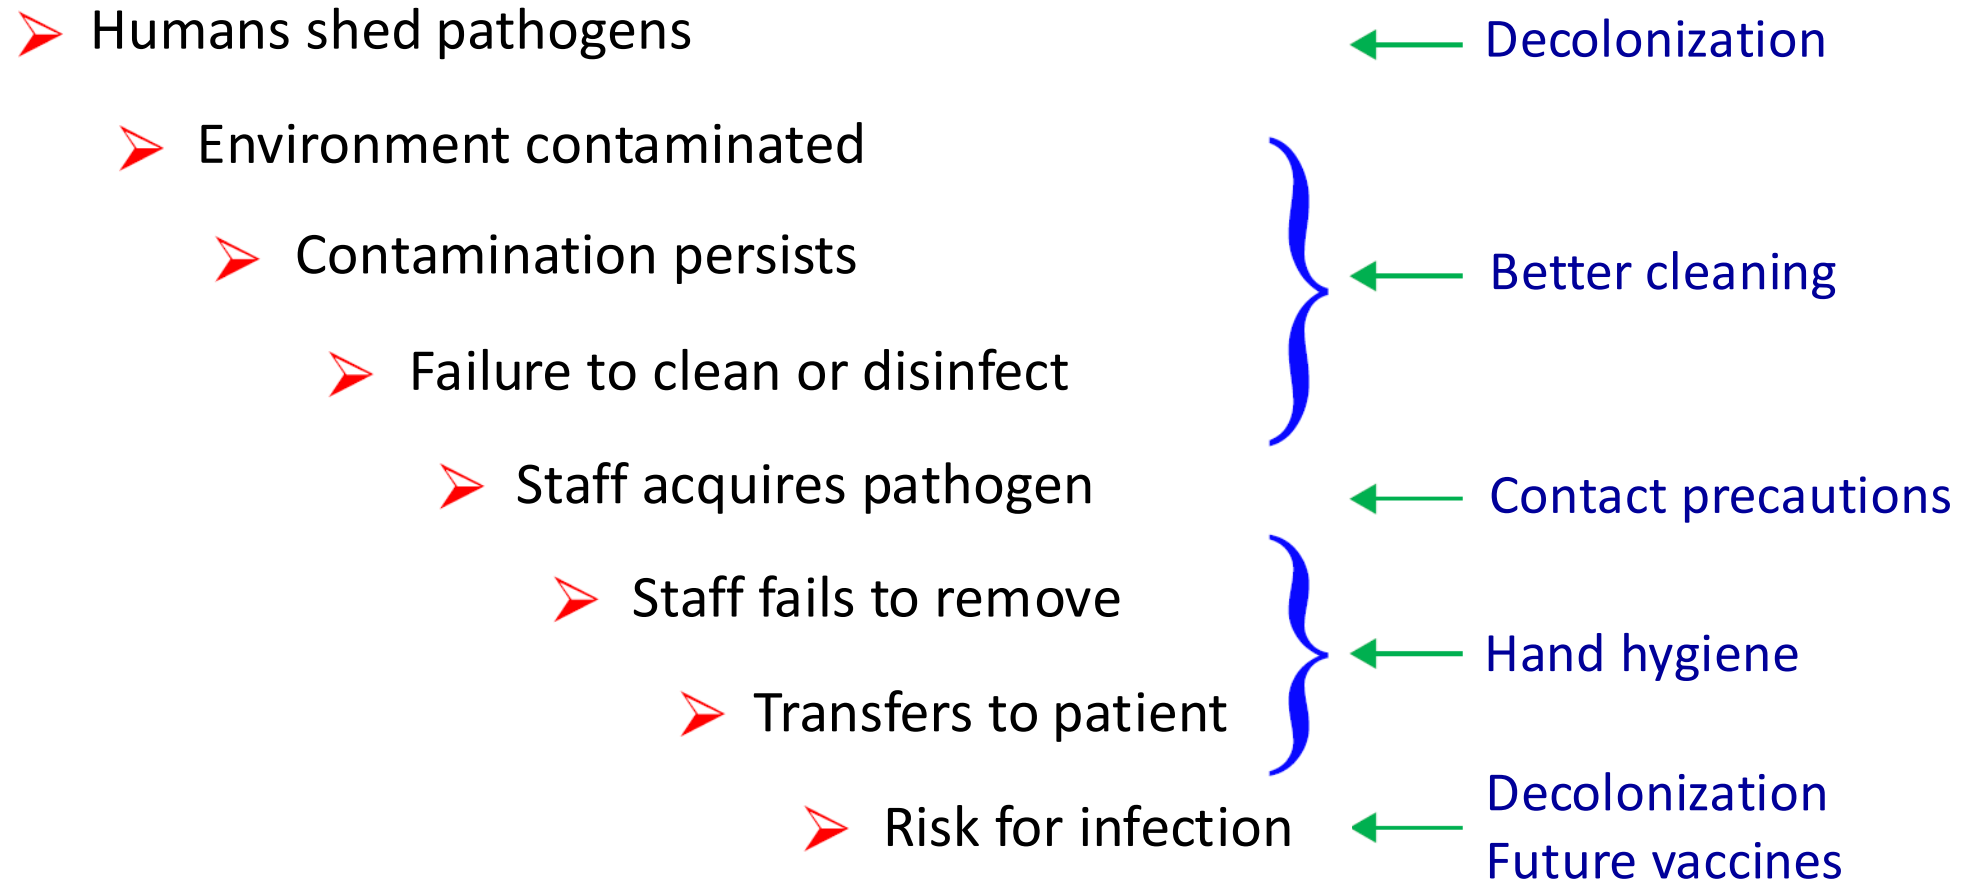 Humans shed pathogens
Decolonization
Environment contaminated
Contamination persists
Better cleaning
Failure to clean or disinfect
Staff acquires pathogen
Contact precautions
Staff fails to remove
Hand hygiene
Transfers to patient
Risk for infection
Decolonization
Future vaccines